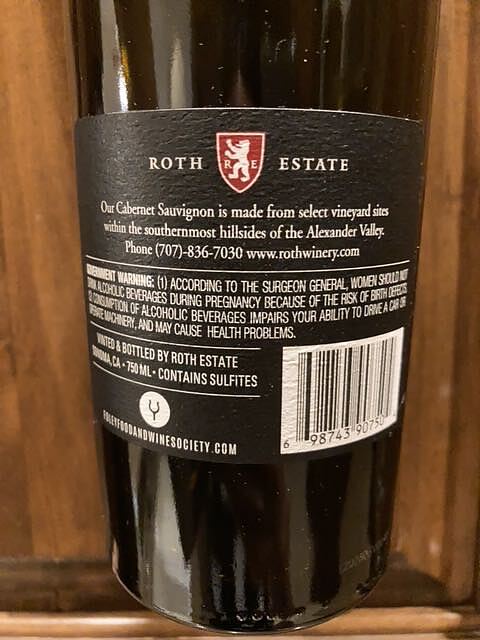 ROTH R E ESTATE
Our Cabernet Sauvignon is made from select vineyard sites
within the southernmost hillsides of the Alexander Valley.
Phone (707)-836-7030 www.rothwinery.com
GOVERNMENT WARNING: (1) ACCORDING TO THE SURGEON GENERAL, WOMEN SHOULD NOT
DRINK ALCOHOLIC BEVERAGES DURING PREGNANCY BECAUSE OF THE RISK OF BIRTH DEFECTS.
(2) CONSUMPTION OF ALCOHOLIC BEVERAGES IMPAIRS YOUR ABILITY TO DRIVE A CAR OR
OPERATE MACHINERY, AND MAY CAUSE HEALTH PROBLEMS.
VINTED & BOTTLED BY ROTH ESTATE
SONOMA, CA • 750 ML • CONTAINS SULFITES
FOLEYFOODANDWINESOCIETY.COM
6 98743 90750